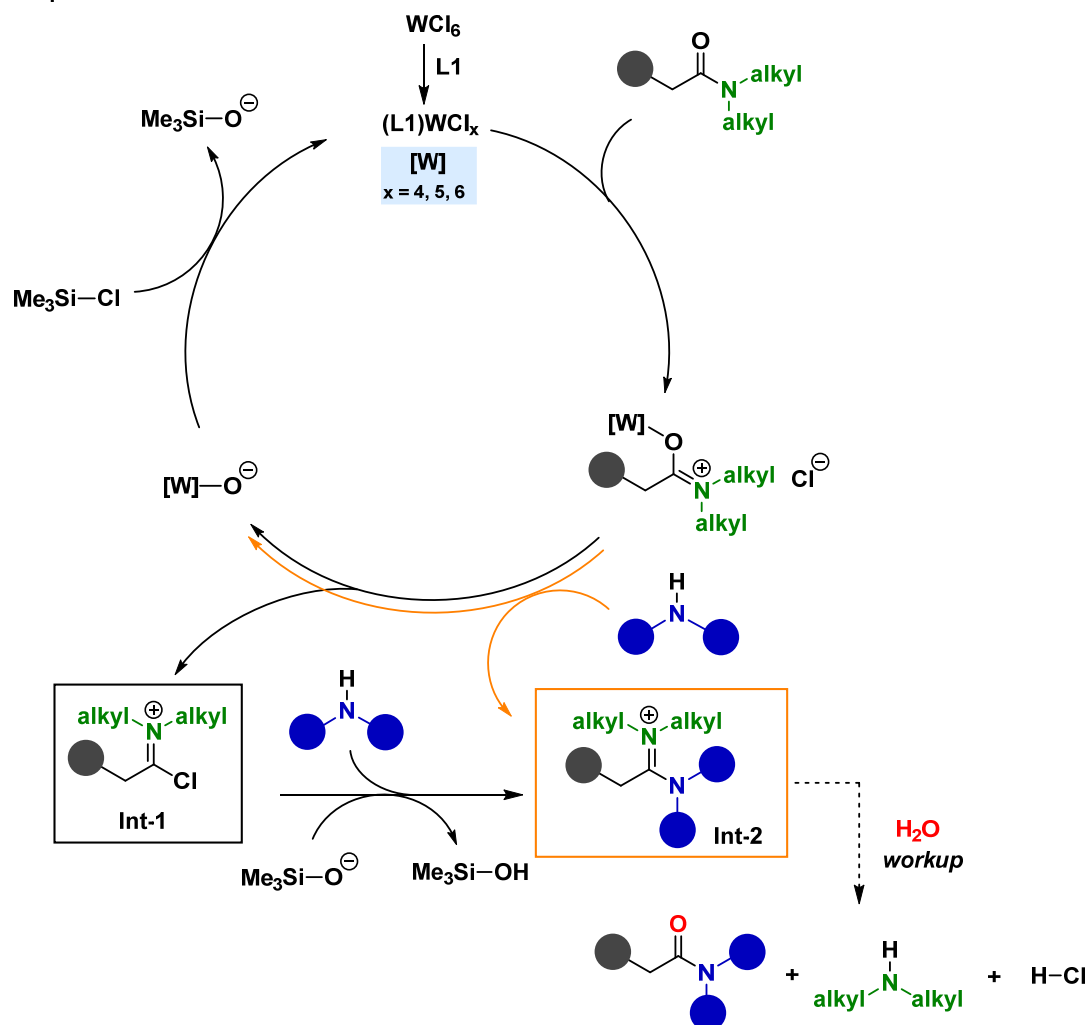 WCl6
L1
O
N
alkyl
alkyl
Me3Si–O⊖
(L1)WClx
[W]
x = 4, 5, 6
Me3Si–Cl
[W]
O
⊕
N
alkyl
alkyl
Cl⊖
[W]–O⊖
H
N
H
N
alkyl
⊕
N
alkyl
Cl
Int-1
alkyl
⊕
N
alkyl
N
Int-2
H2O
workup
Me3Si–O⊖
Me3Si–OH
O
N
+
H
N
alkyl
alkyl
+
H–Cl